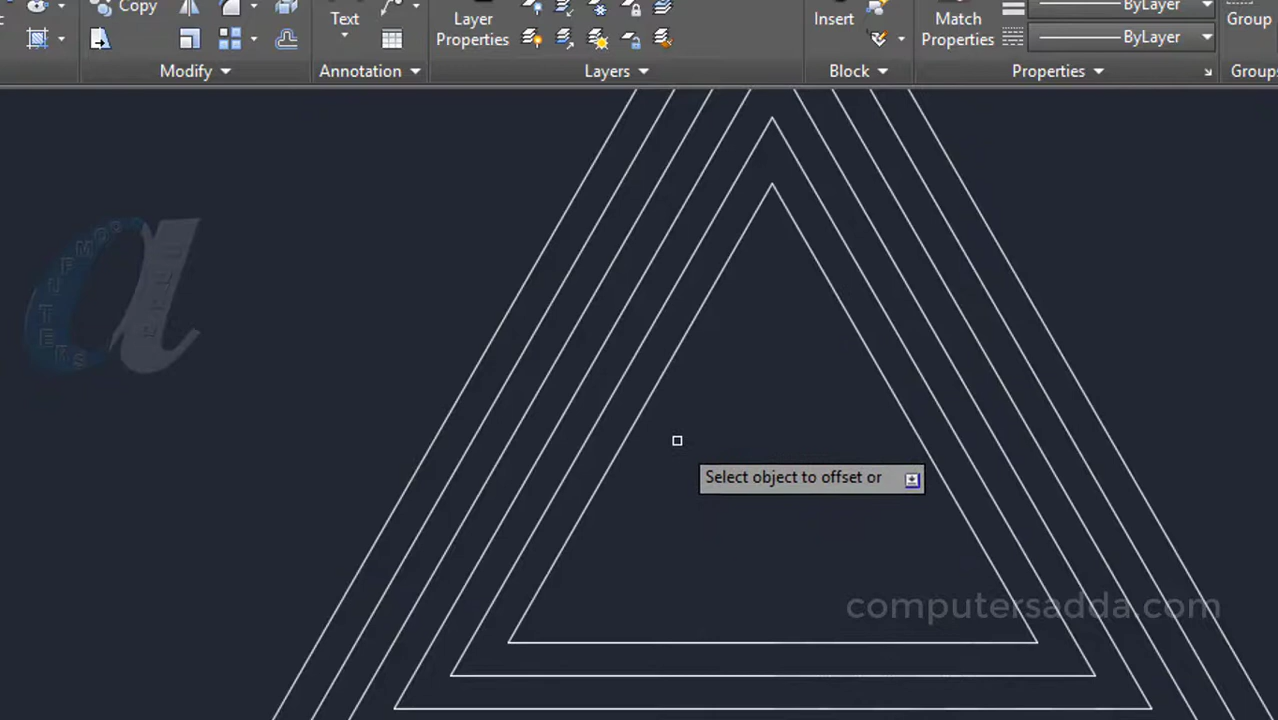 Copy
Text
Layer
Properties
Insert
Match
Properties
ByLayer
ByLayer
Group
Modify
Annotation
Layers
Block
Properties
Groups
Select object to offset or
computersadda.com